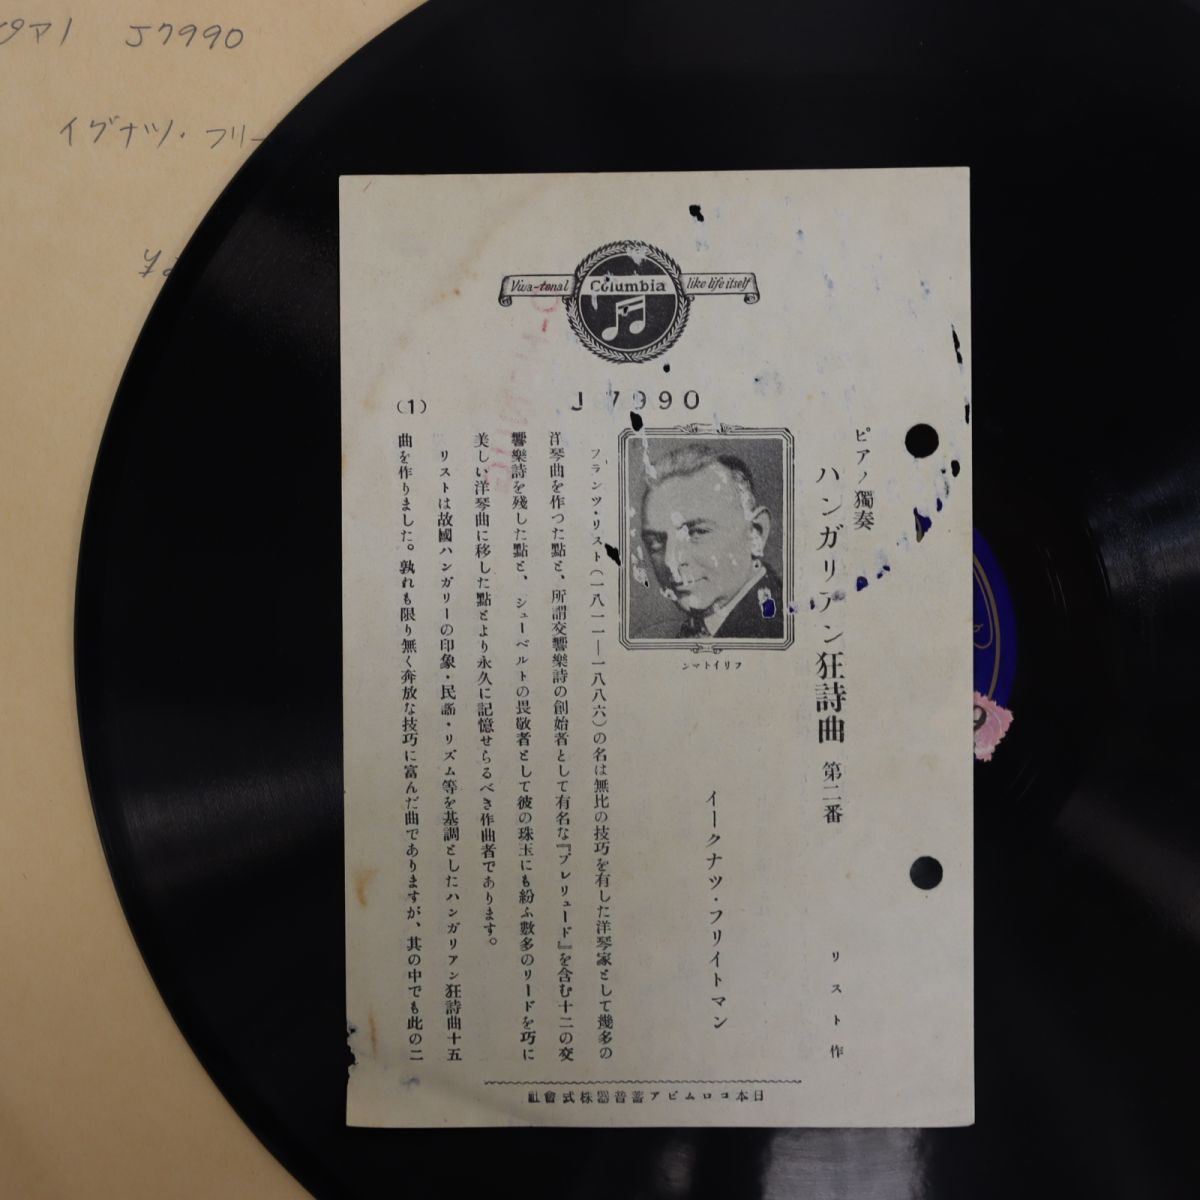 ピアノ J7990
イグナツ・フリー
Viva-tonal Columbia like life itself
J 7990
ピアノ獨奏
ハンガリアン狂詩曲 第二番
リスト作
イークナツ・フリイトマン
ンマトイリフ
フランツ・リスト(一八一一—一八八六)の名は無比の技巧を有した洋琴家として幾多の
洋琴曲を作つた點と、所謂交響樂詩の創始者として有名な『プレリュード』を含む十二の交
響樂詩を殘した點と、シューベルトの畏敬者として彼の珠玉にも紛ふ數多のリードを巧に
美しい洋琴曲に移した點とより永久に記憶せらるべき作曲者であります。
リストは故國ハンガリーの印象・民謠・リズム等を基調としたハンガリアン狂詩曲十五
曲を作りました。孰れも限り無く奔放な技巧に富んだ曲でありますが、其の中でも此の二
(1)
社會式株器音蓄アビムロコ本日